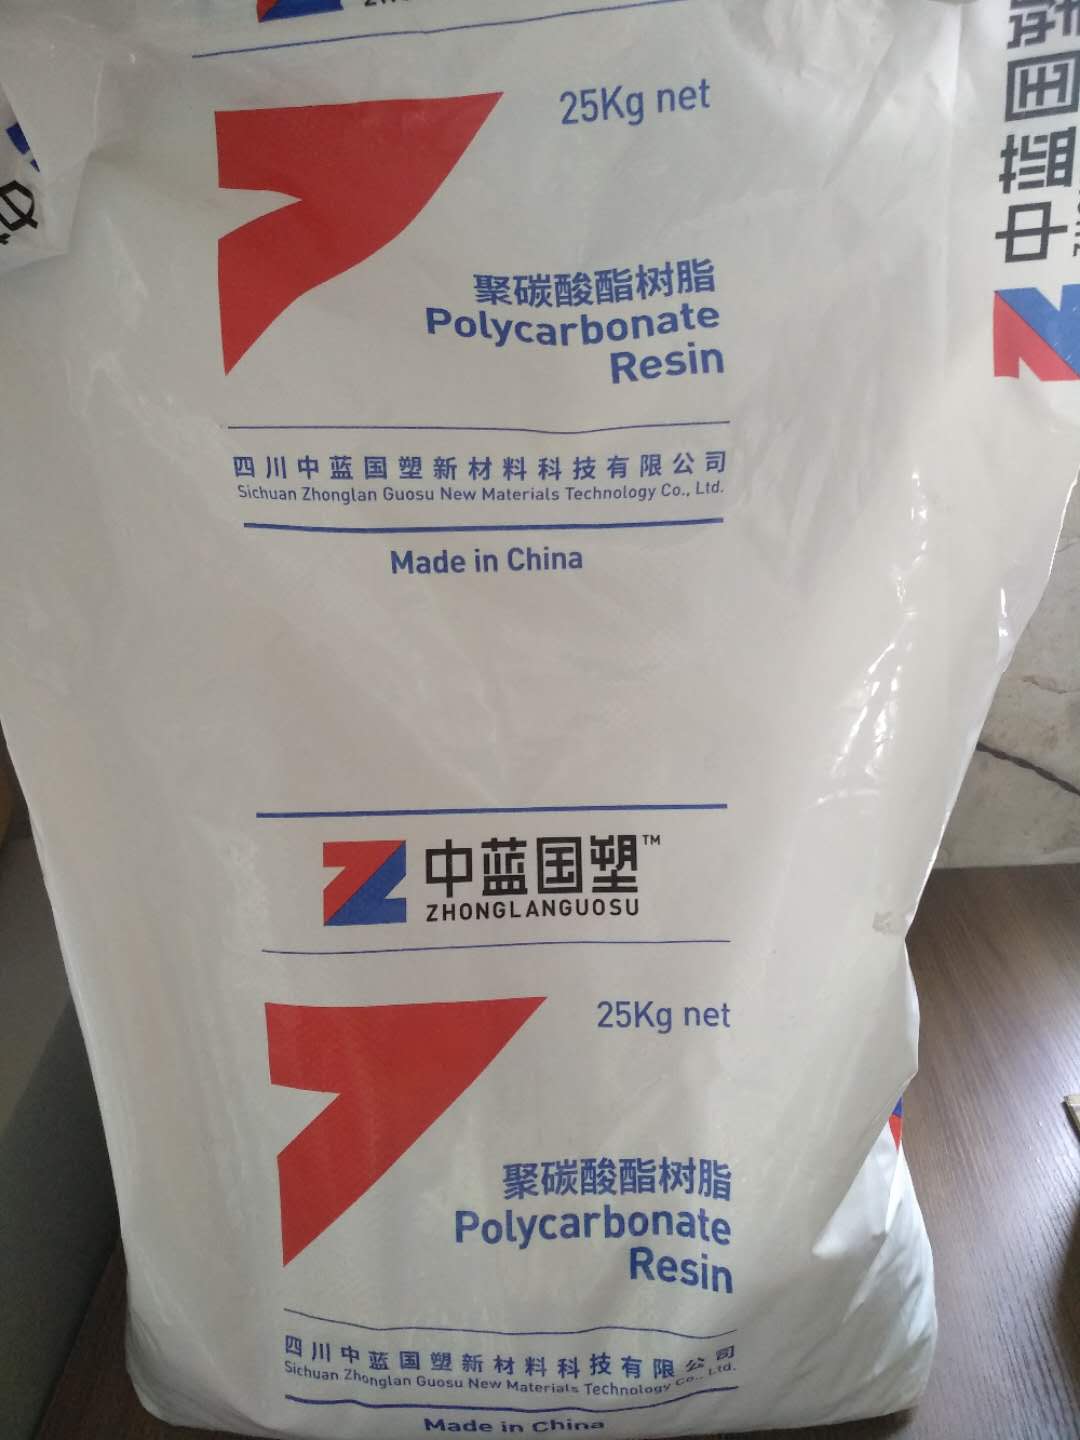 25Kg net
聚碳酸酯树脂
Polycarbonate
Resin
四川中蓝国塑新材料科技有限公司
Sichuan Zhonglan Guosu New Materials Technology Co., Ltd.
Made in China
中蓝国塑™
ZHONGLANGUOSU
25Kg net
聚碳酸酯树脂
Polycarbonate
Resin
四川中蓝国塑新材料科技有限公司
Sichuan Zhonglan Guosu New Materials Technology Co., Ltd.
Made in China
中蓝国塑